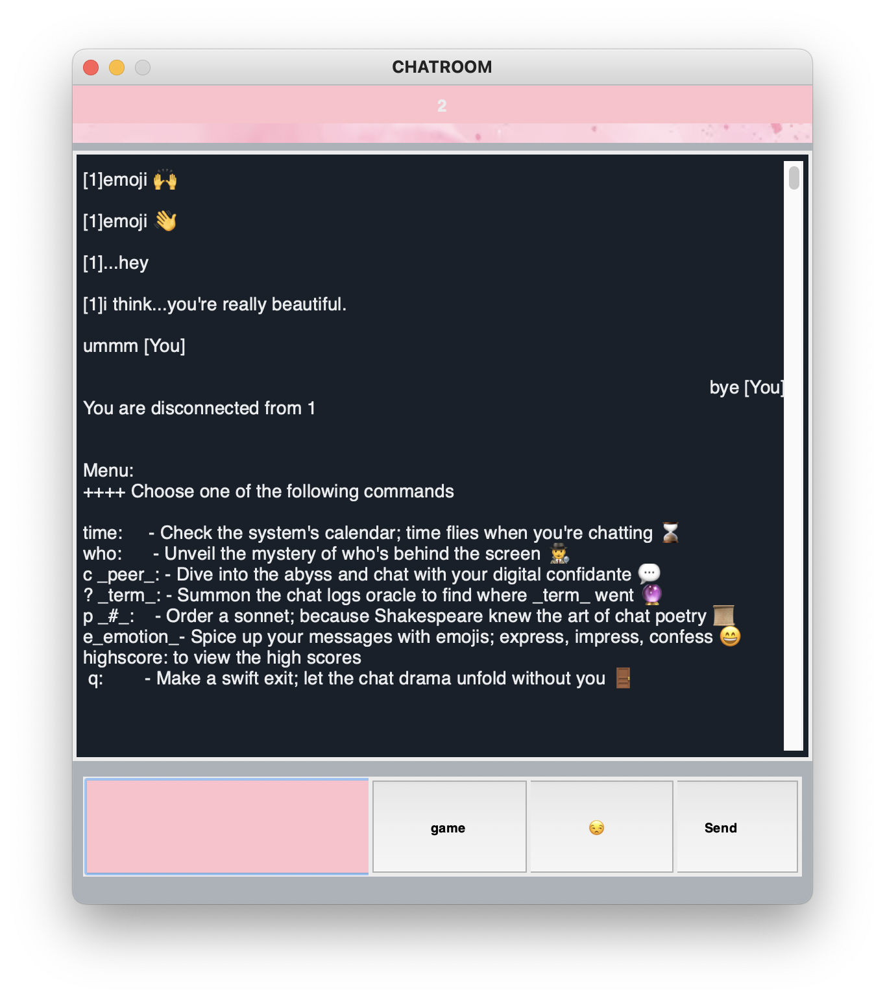 CHATROOM
2
[1]emoji 🙌
[1]emoji 👋
[1]...hey
[1]i think...you're really beautiful.
ummm [You]
bye [You]
You are disconnected from 1
Menu:
++++ Choose one of the following commands
time: - Check the system's calendar; time flies when you're chatting ⏳
who: - Unveil the mystery of who's behind the screen 🕵️
c _peer_: - Dive into the abyss and chat with your digital confidante 💬
? _term_: - Summon the chat logs oracle to find where _term_ went 🔮
p _#_: - Order a sonnet; because Shakespeare knew the art of chat poetry 📜
e_emotion_- Spice up your messages with emojis; express, impress, confess 😄
highscore: to view the high scores
q: - Make a swift exit; let the chat drama unfold without you 🚪
game
😒
Send